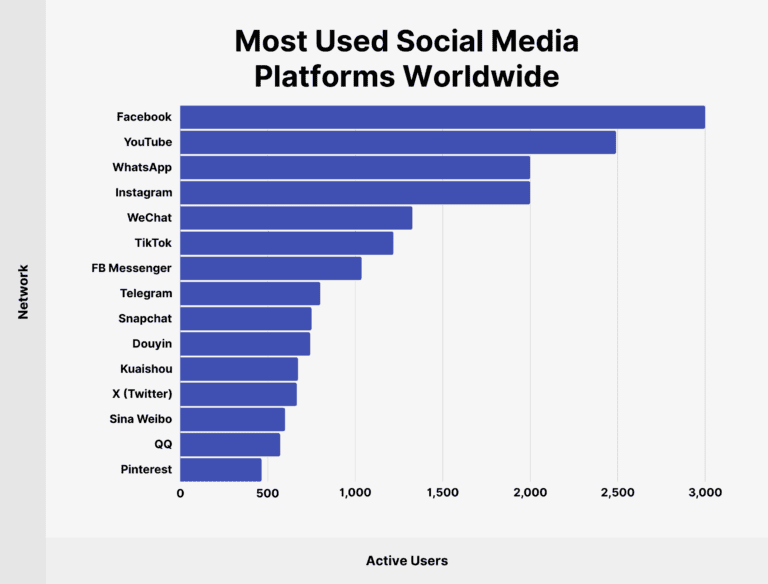 Most Used Social Media
Platforms Worldwide
Network
Facebook
YouTube
WhatsApp
Instagram
WeChat
TikTok
FB Messenger
Telegram
Snapchat
Douyin
Kuaishou
X (Twitter)
Sina Weibo
QQ
Pinterest
0 500 1,000 1,500 2,000 2,500 3,000
Active Users